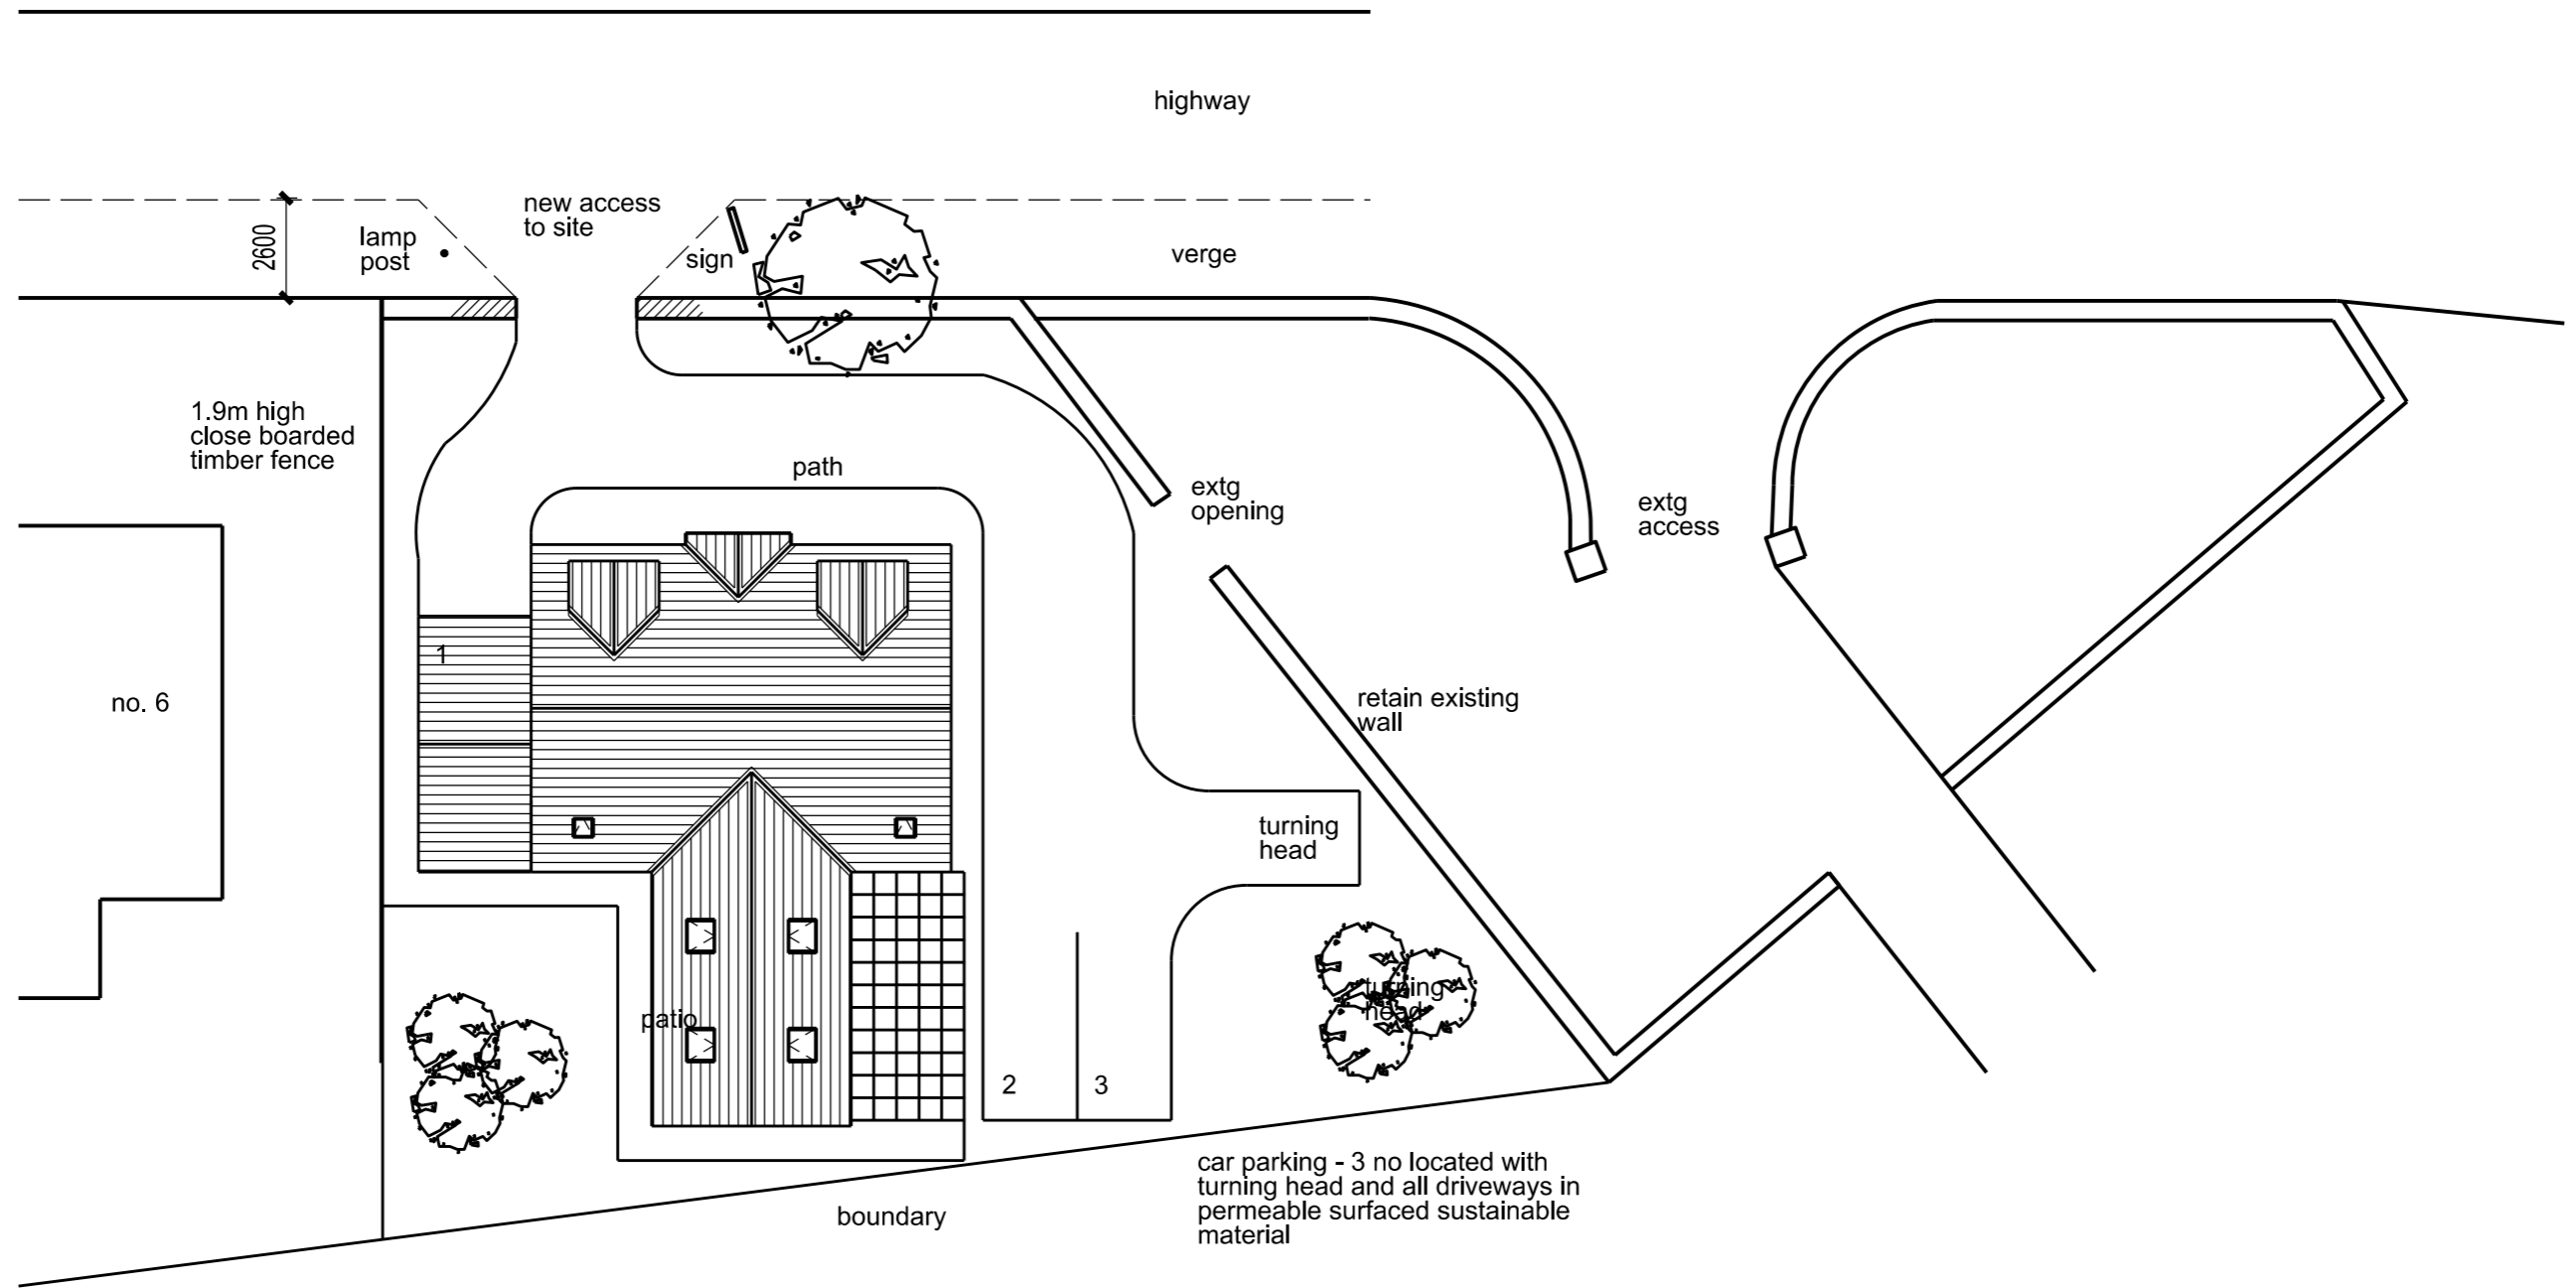 highway
new access
to site
2600
lamp
post
sign
verge
1.9m high
close boarded
timber fence
path
extg
opening
extg
access
1
no. 6
retain existing
wall
turning
head
turning
head
patio
2
3
car parking - 3 no located with
turning head and all driveways in
permeable surfaced sustainable
material
boundary